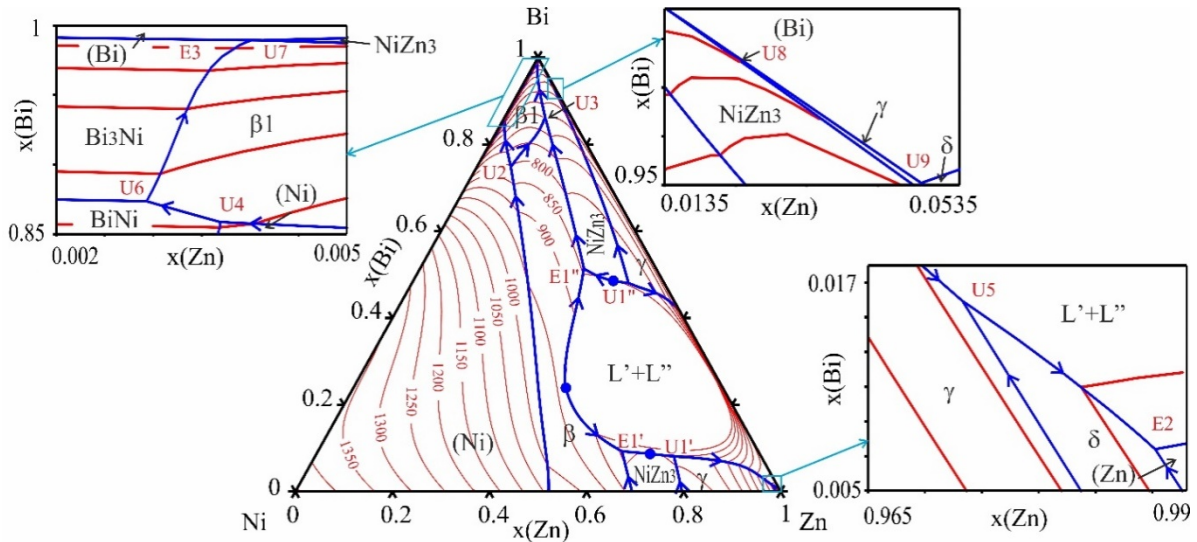 1
(Bi)
E3
U7
NiZn3
x(Bi)
Bi3Ni
β1
U6
U4
(Ni)
BiNi
0.85
0.002
x(Zn)
0.005
Bi
1
β1
U3
0.8
U2
800
850
900
NiZn3
γ
0.6
x(Bi)
E1''
U1''
0.4
1000
1050
1100
1150
1200
1250
1300
1350
L'+L''
0.2
(Ni)
β
E1'
U1'
NiZn3
γ
0
0
0.2
0.4
0.6
0.8
1
Ni
x(Zn)
Zn
(Bi)
U8
x(Bi)
NiZn3
γ
U9
δ
0.95
0.0135
x(Zn)
0.0535
0.017
U5
L'+L''
x(Bi)
γ
δ
E2
(Zn)
0.005
0.965
x(Zn)
0.99